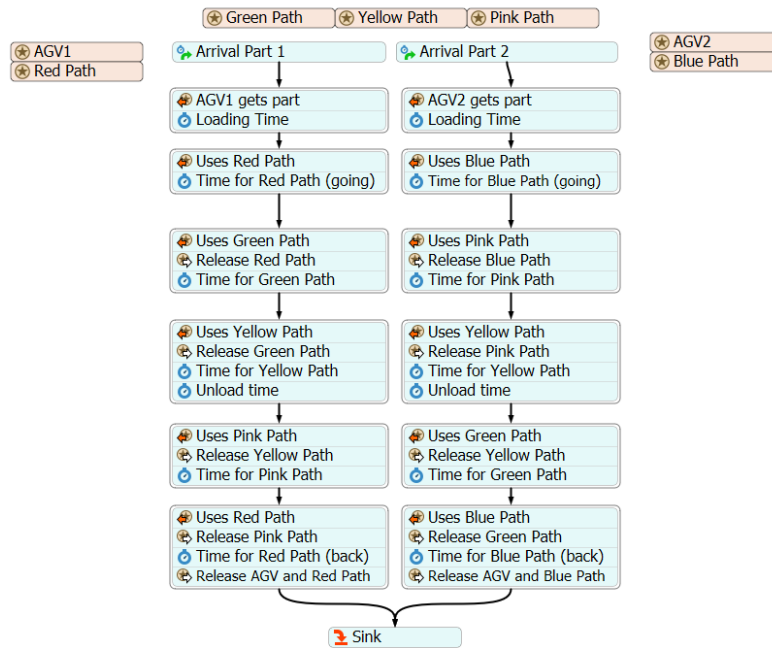 Green Path
Yellow Path
Pink Path
AGV1
Red Path
AGV2
Blue Path
Arrival Part 1
AGV1 gets part
Loading Time
Uses Red Path
Time for Red Path (going)
Uses Green Path
Release Red Path
Time for Green Path
Uses Yellow Path
Release Green Path
Time for Yellow Path
Unload time
Uses Pink Path
Release Yellow Path
Time for Pink Path
Uses Red Path
Release Pink Path
Time for Red Path (back)
Release AGV and Red Path
Arrival Part 2
AGV2 gets part
Loading Time
Uses Blue Path
Time for Blue Path (going)
Uses Pink Path
Release Blue Path
Time for Pink Path
Uses Yellow Path
Release Pink Path
Time for Yellow Path
Unload time
Uses Green Path
Release Yellow Path
Time for Green Path
Uses Blue Path
Release Green Path
Time for Blue Path (back)
Release AGV and Blue Path
Sink